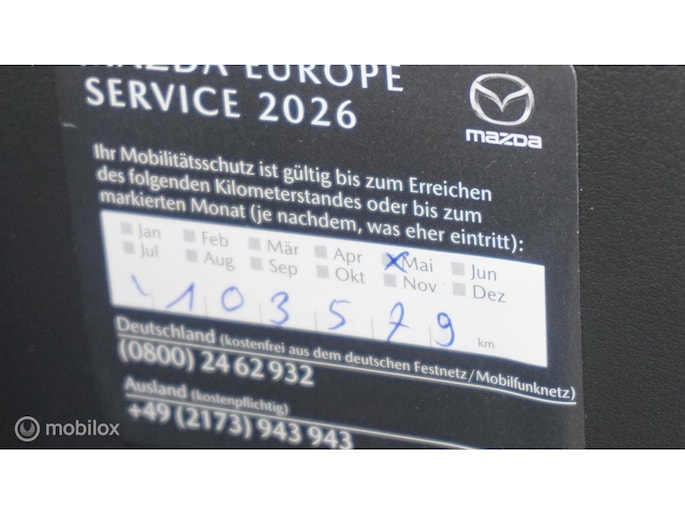 MAZDA EUROPE
SERVICE 2026
mazda
Ihr Mobilitätsschutz ist gültig bis zum Erreichen
des folgenden Kilometerstandes oder bis zum
markierten Monat (je nachdem, was eher eintritt):
Jan Feb Mär Apr Mai Jun
Jul Aug Sep Okt Nov Dez
103579 km
Deutschland (kostenfrei aus dem deutschen Festnetz/Mobilfunknetz)
(0800) 24 62 932
Ausland (kostenpflichtig)
+49 (2173) 943 943
mobilox